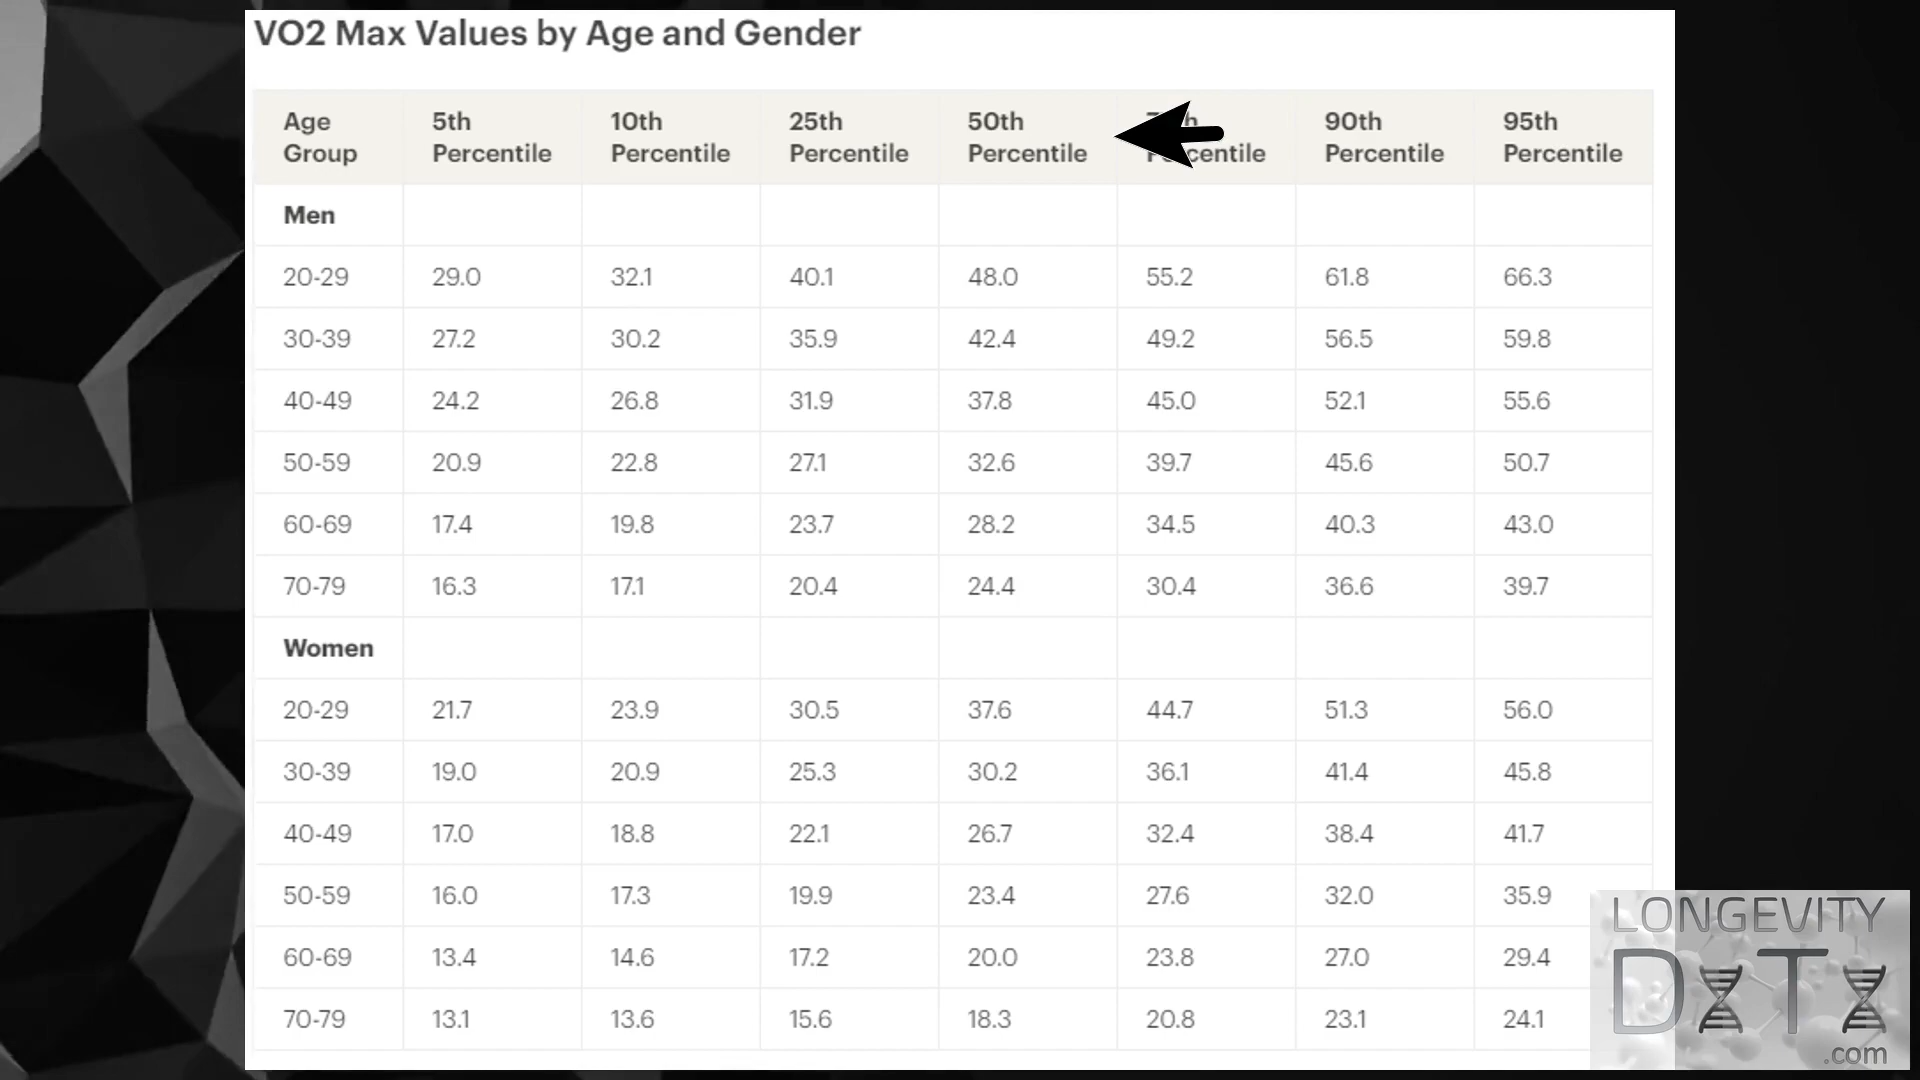 VO2 Max Values by Age and Gender
Age Group 5th Percentile 10th Percentile 25th Percentile 50th Percentile 90th Percentile 95th Percentile
Men
20-29 29.0 32.1 40.1 48.0 55.2 61.8 66.3
30-39 27.2 30.2 35.9 42.4 49.2 56.5 59.8
40-49 24.2 26.8 31.9 37.8 45.0 52.1 55.6
50-59 20.9 22.8 27.1 32.6 39.7 45.6 50.7
60-69 17.4 19.8 23.7 28.2 34.5 40.3 43.0
70-79 16.3 17.1 20.4 24.4 30.4 36.6 39.7
Women
20-29 21.7 23.9 30.5 37.6 44.7 51.3 56.0
30-39 19.0 20.9 25.3 30.2 36.1 41.4 45.8
40-49 17.0 18.8 22.1 26.7 32.4 38.4 41.7
50-59 16.0 17.3 19.9 23.4 27.6 32.0 35.9
60-69 13.4 14.6 17.2 20.0 23.8 27.0 29.4
70-79 13.1 13.6 15.6 18.3 20.8 23.1 24.1
LONGEVITY
DATA
.com